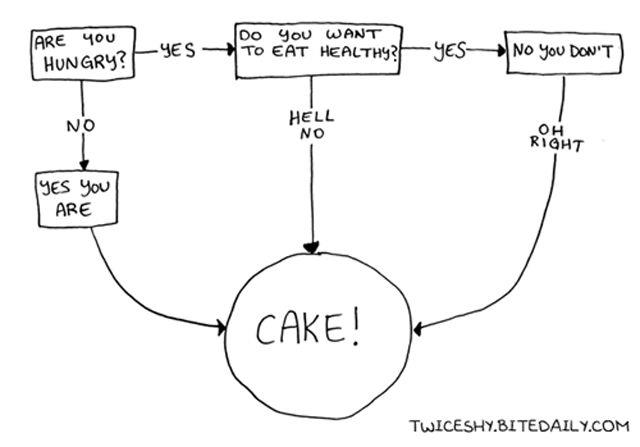 ARE YOU
HUNGRY?
YES
DO YOU WANT
TO EAT HEALTHY?
YES
NO YOU DON'T
NO
HELL
NO
OH
RIGHT
YES YOU
ARE
CAKE!
TWICESHY.BITEDAILY.COM